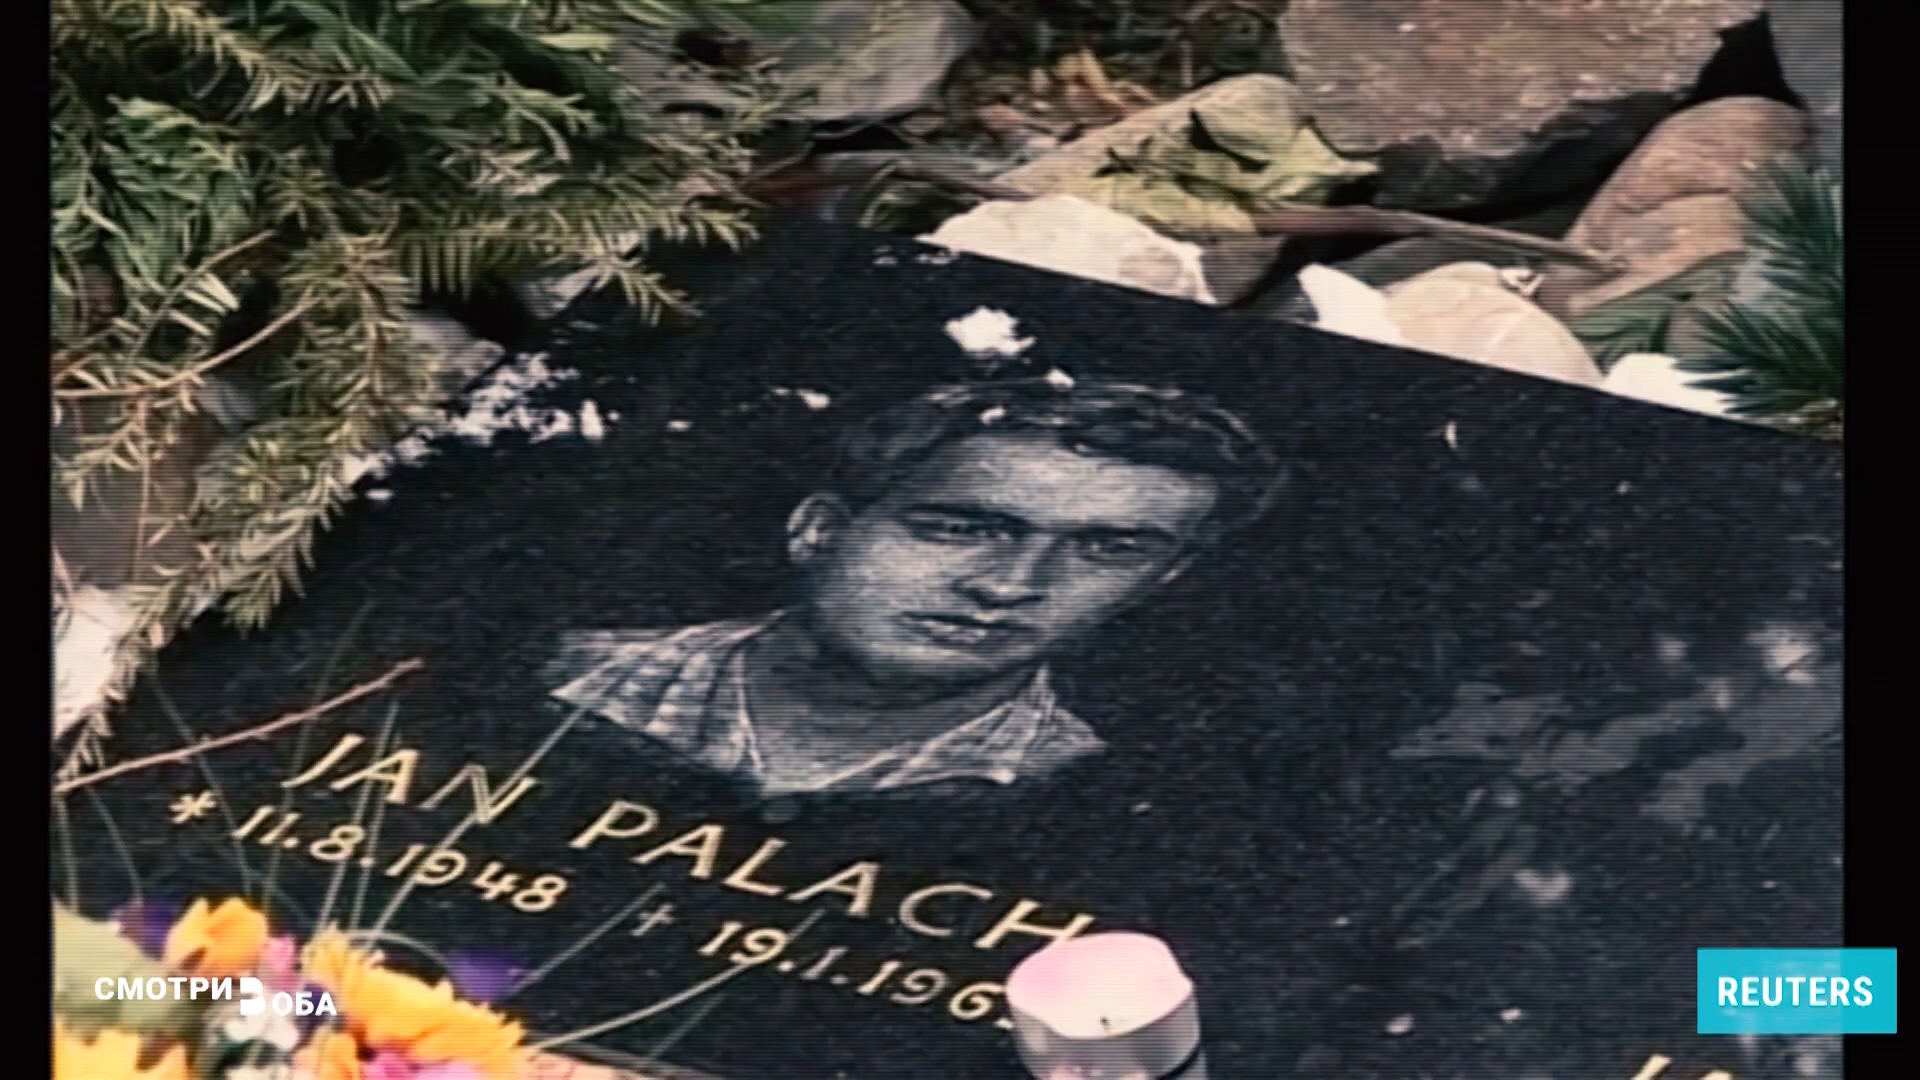 JAN PALACH
* 11.8.1948 † 19.1.196
СМОТРИ
В ОБА
REUTERS